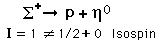 Σ⁺→ p + η⁰
I = 1 ≠ 1/2 + 0 Isospin